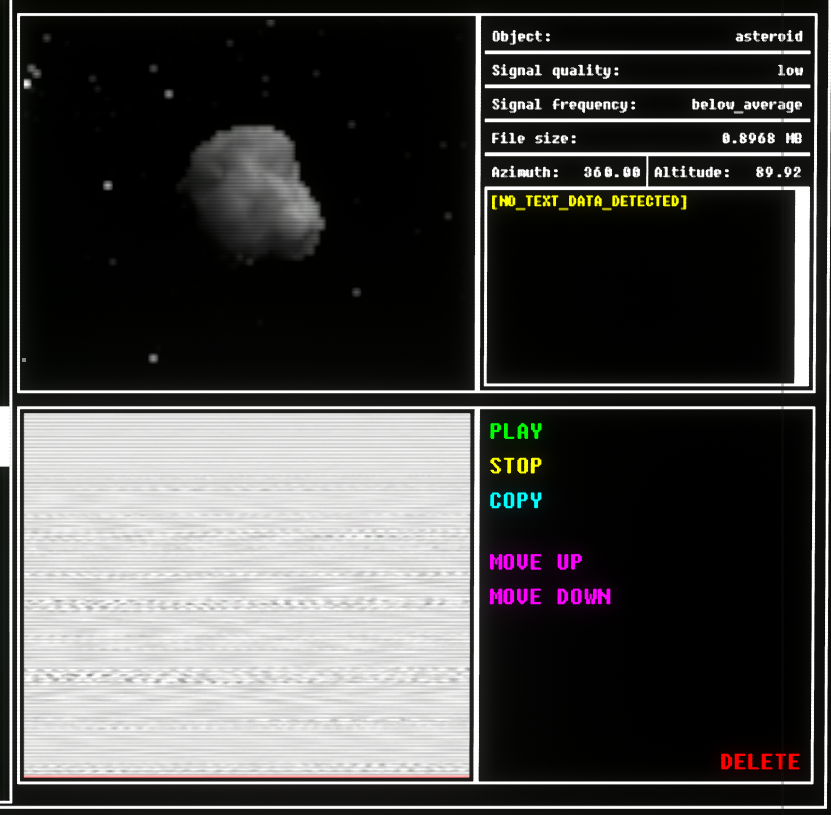 Object: asteroid
Signal quality: low
Signal frequency: below_average
File size: 0.8968 MB
Azimuth: 360.00 Altitude: 89.92
[NO_TEXT_DATA_DETECTED]
PLAY
STOP
COPY
MOVE UP
MOVE DOWN
DELETE